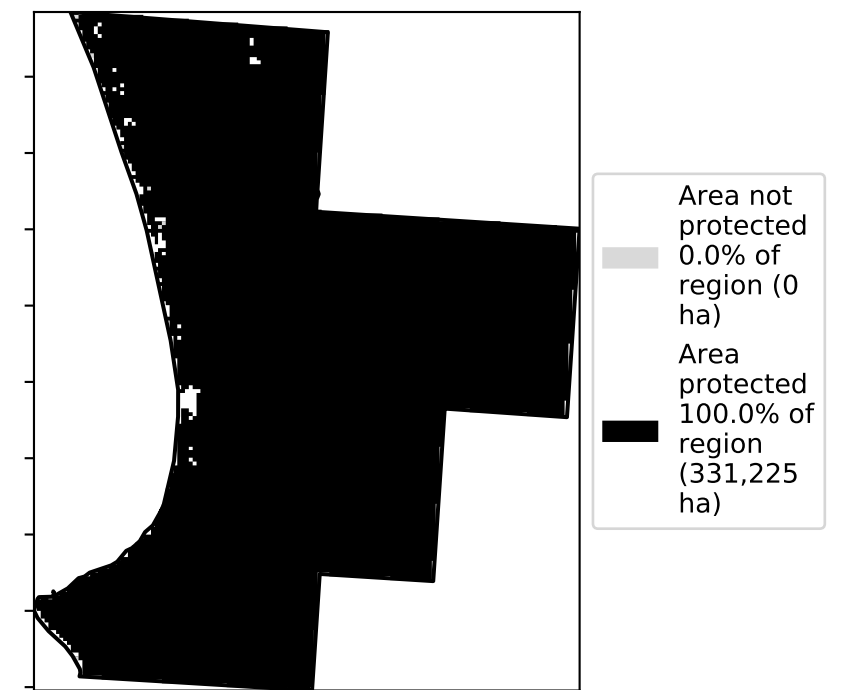 Area not
protected
0.0% of
region (0
ha)
Area
protected
100.0% of
region
(331,225
ha)